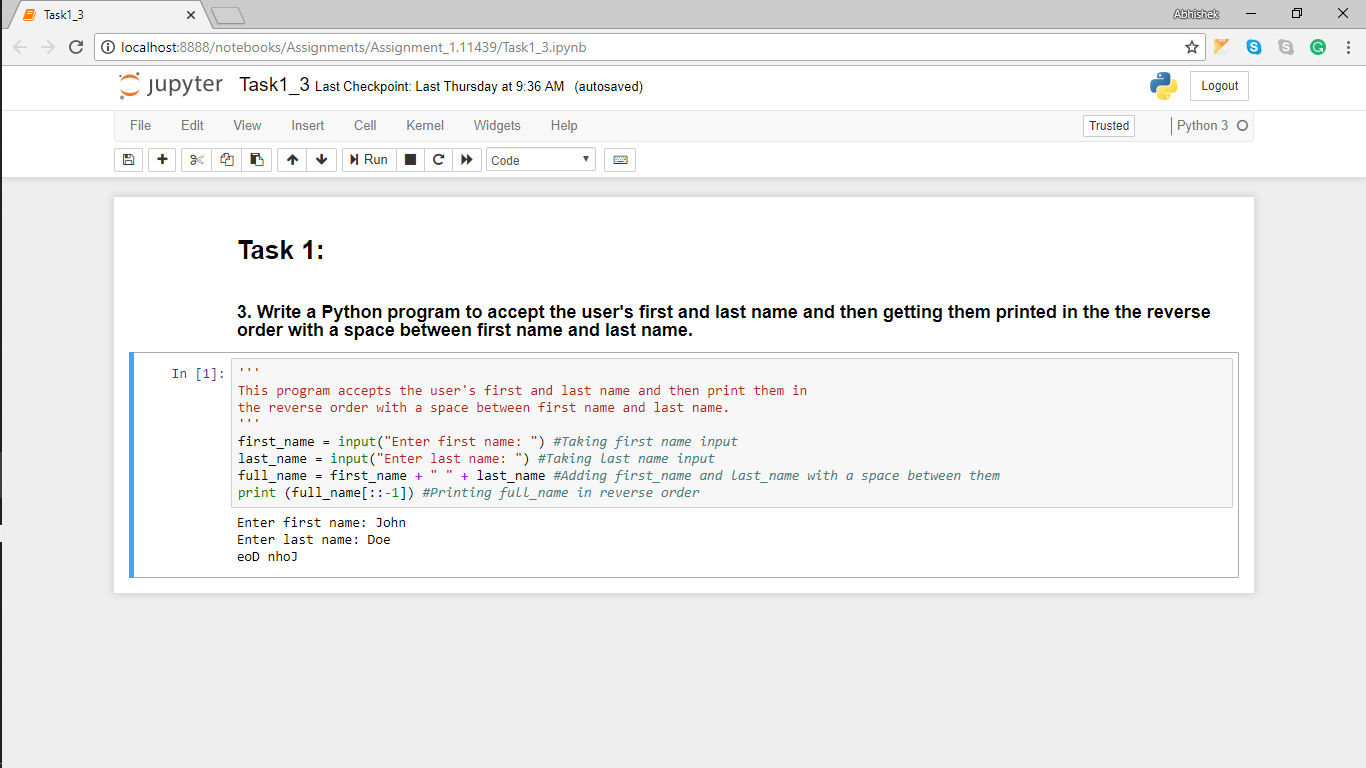 Task1_3
Abhishek
localhost:8888/notebooks/Assignments/Assignment_1.11439/Task1_3.ipynb
jupyter Task1_3 Last Checkpoint: Last Thursday at 9:36 AM (autosaved)
Logout
File Edit View Insert Cell Kernel Widgets Help
Trusted Python 3
Run Code
Task 1:
3. Write a Python program to accept the user's first and last name and then getting them printed in the the reverse
order with a space between first name and last name.
In [1]: '''
This program accepts the user's first and last name and then print them in
the reverse order with a space between first name and last name.
'''
first_name = input("Enter first name: ") #Taking first name input
last_name = input("Enter last name: ") #Taking last name input
full_name = first_name + " " + last_name #Adding first_name and last_name with a space between them
print (full_name[::-1]) #Printing full_name in reverse order
Enter first name: John
Enter last name: Doe
eoD nhoJ